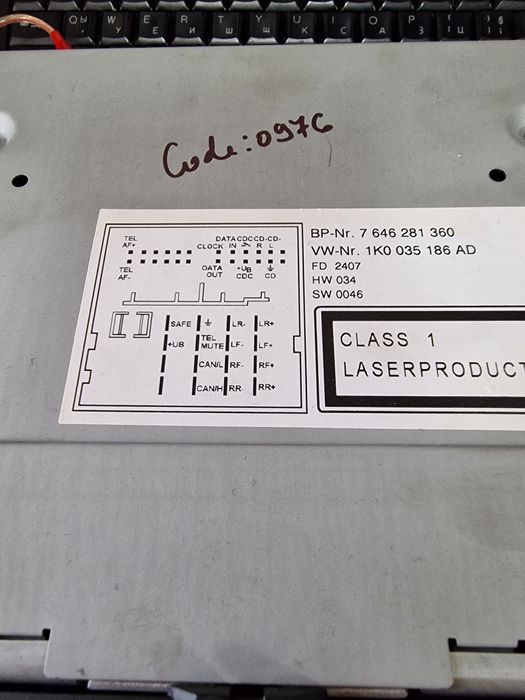 QЩ W E R T Y U I O P
Code: 0976
TEL AF+
DATA IN CDC CD- R CD- L
CLOCK
TEL AF-
DATA OUT
+UB CDC
CD
BP-Nr. 7 646 281 360
VW-Nr. 1K0 035 186 AD
FD 2407
HW 034
SW 0046
SAFE LR- LR+
+UB TEL MUTE LF- LF+
CAN/L RF- RF+
CAN/H RR- RR+
CLASS 1
LASERPRODUCT